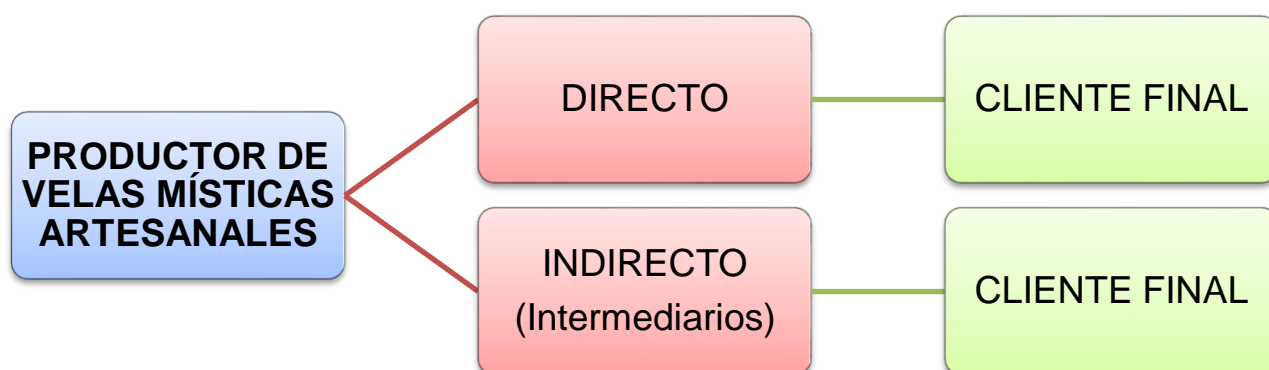 PRODUCTOR DE
VELAS MÍSTICAS
ARTESANALES
DIRECTO
CLIENTE FINAL
INDIRECTO
(Intermediarios)
CLIENTE FINAL